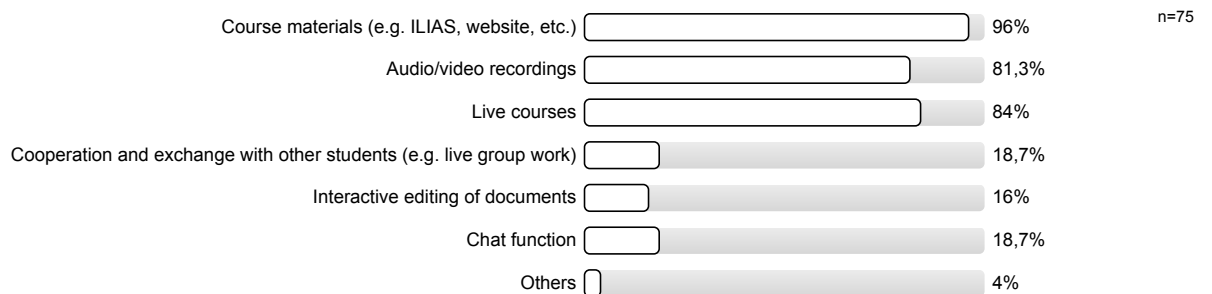 n=75
Course materials (e.g. ILIAS, website, etc.) 96%
Audio/video recordings 81,3%
Live courses 84%
Cooperation and exchange with other students (e.g. live group work) 18,7%
Interactive editing of documents 16%
Chat function 18,7%
Others 4%